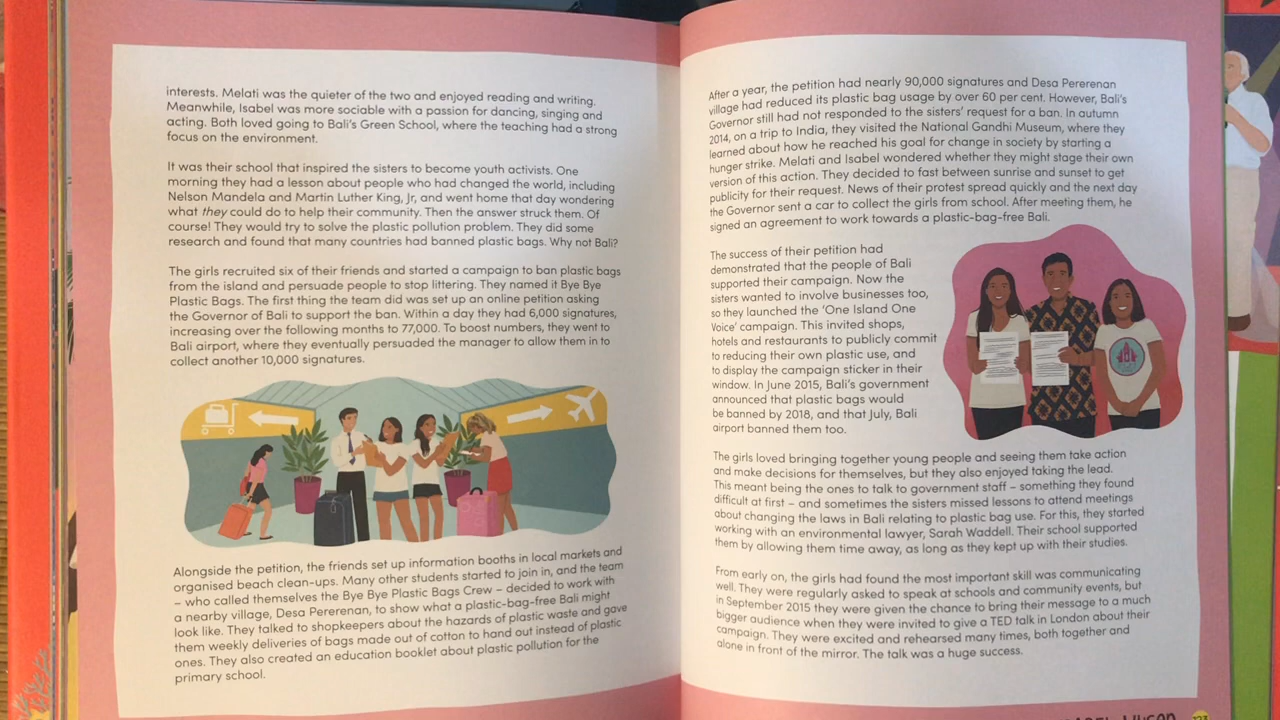 interests. Melati was the quieter of the two and enjoyed reading and writing.
Meanwhile, Isabel was more sociable with a passion for dancing, singing and
acting. Both loved going to Bali's Green School, where the teaching had a strong
focus on the environment.
It was their school that inspired the sisters to become youth activists. One
morning they had a lesson about people who had changed the world, including
Nelson Mandela and Martin Luther King, Jr, and went home that day wondering
what they could do to help their community. Then the answer struck them. Of
course! They would try to solve the plastic pollution problem. They did some
research and found that many countries had banned plastic bags. Why not Bali?
The girls recruited six of their friends and started a campaign to ban plastic bags
from the island and persuade people to stop littering. They named it Bye Bye
Plastic Bags. The first thing the team did was set up an online petition asking
the Governor of Bali to support the ban. Within a day they had 6,000 signatures,
increasing over the following months to 77,000. To boost numbers, they went to
Bali airport, where they eventually persuaded the manager to allow them in to
collect another 10,000 signatures.
Alongside the petition, the friends set up information booths in local markets and
organised beach clean-ups. Many other students started to join in, and the team
– who called themselves the Bye Bye Plastic Bags Crew – decided to work with
a nearby village, Desa Pererenan, to show what a plastic-bag-free Bali might
look like. They talked to shopkeepers about the hazards of plastic waste and gave
them weekly deliveries of bags made out of cotton to hand out instead of plastic
ones. They also created an education booklet about plastic pollution for the
primary school.
After a year, the petition had nearly 90,000 signatures and Desa Pererenan
village had reduced its plastic bag usage by over 60 per cent. However, Bali's
Governor still had not responded to the sisters' request for a ban. In autumn
2014, on a trip to India, they visited the National Gandhi Museum, where they
learned about how he reached his goal for change in society by starting a
hunger strike. Melati and Isabel wondered whether they might stage their own
version of this action. They decided to fast between sunrise and sunset to get
publicity for their request. News of their protest spread quickly and the next day
the Governor sent a car to collect the girls from school. After meeting them, he
signed an agreement to work towards a plastic-bag-free Bali.
The success of their petition had
demonstrated that the people of Bali
supported their campaign. Now the
sisters wanted to involve businesses too,
so they launched the 'One Island One
Voice' campaign. This invited shops,
hotels and restaurants to publicly commit
to reducing their own plastic use, and
to display the campaign sticker in their
window. In June 2015, Bali's government
announced that plastic bags would
be banned by 2018, and that July, Bali
airport banned them too.
The girls loved bringing together young people and seeing them take action
and make decisions for themselves, but they also enjoyed taking the lead.
This meant being the ones to talk to government staff – something they found
difficult at first – and sometimes the sisters missed lessons to attend meetings
about changing the laws in Bali relating to plastic bag use. For this, they started
working with an environmental lawyer, Sarah Waddell. Their school supported
them by allowing them time away, as long as they kept up with their studies.
From early on, the girls had found the most important skill was communicating
well. They were regularly asked to speak at schools and community events, but
in September 2015 they were given the chance to bring their message to a much
bigger audience when they were invited to give a TED talk in London about their
campaign. They were excited and rehearsed many times, both together and
alone in front of the mirror. The talk was a huge success.